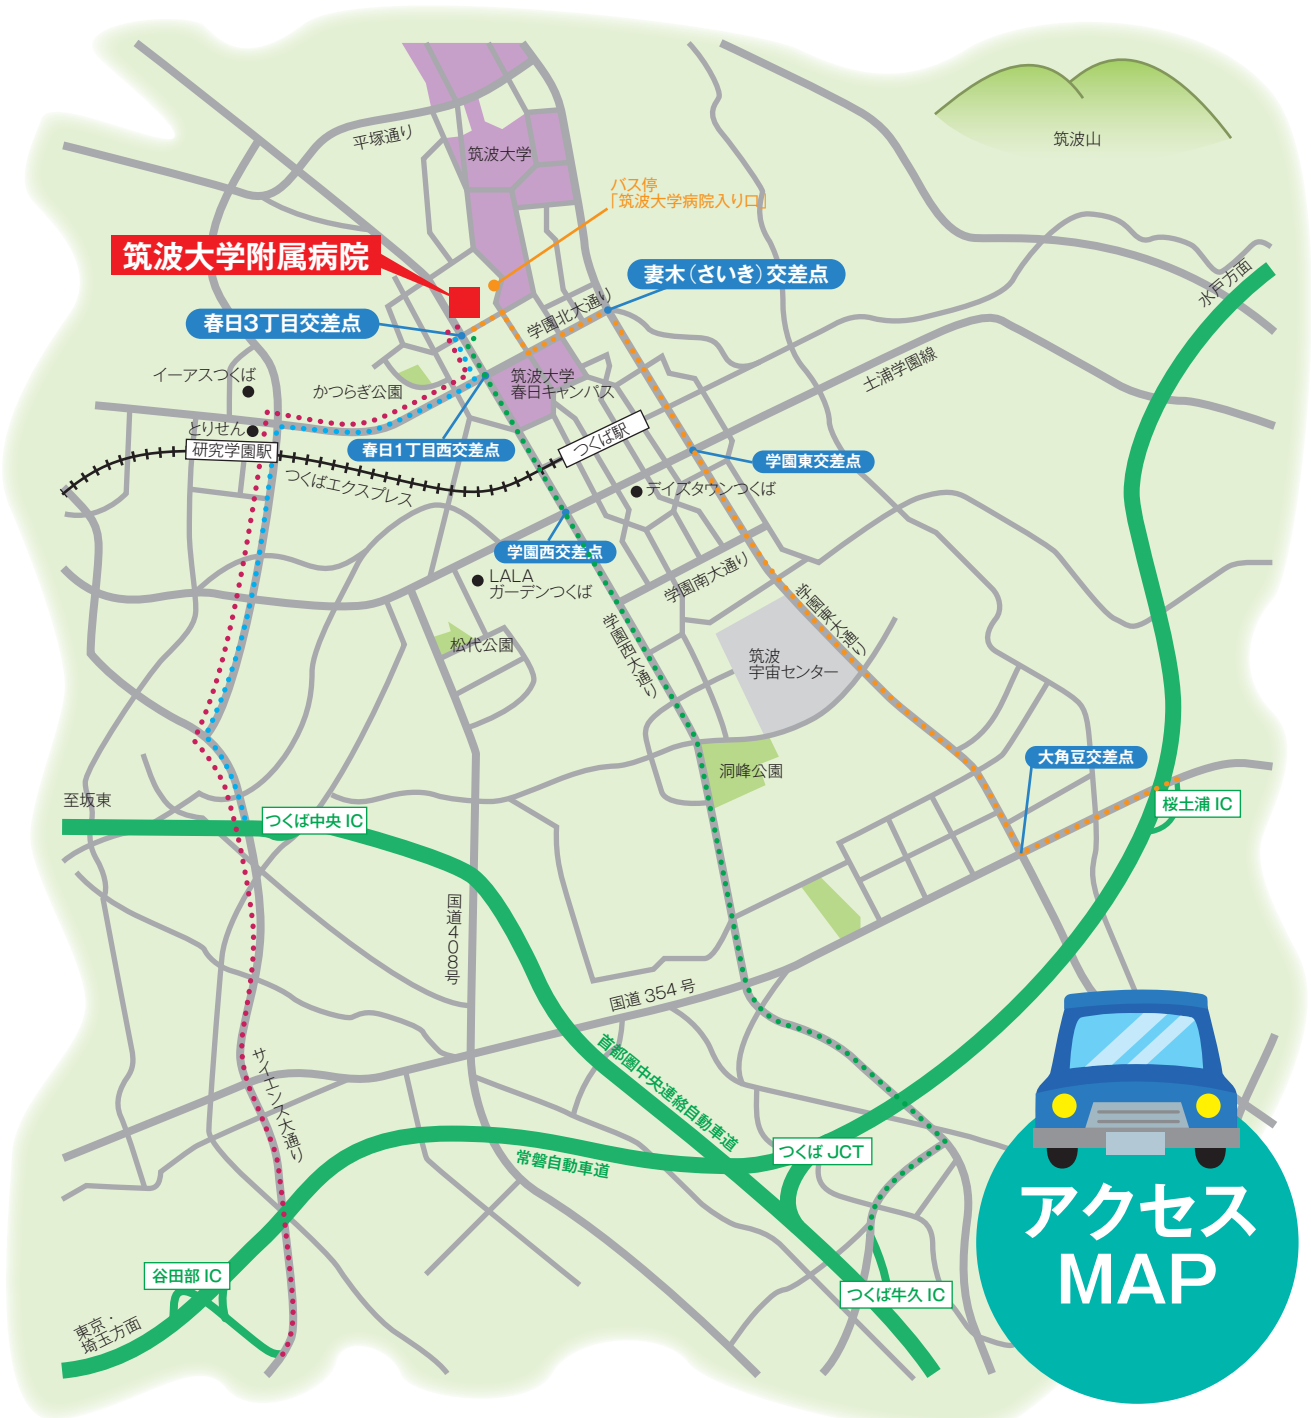 平塚通り
筑波大学
筑波山
バス停
「筑波大学病院入り口」
筑波大学附属病院
妻木（さいき）交差点
水戸方面
春日3丁目交差点
学園北大通り
土浦学園線
イーアスつくば
かつらぎ公園
筑波大学
春日キャンパス
とりせん
研究学園駅
つくば駅
春日1丁目西交差点
学園東交差点
つくばエクスプレス
デイズタウンつくば
学園西交差点
LALA
ガーデンつくば
学園南大通り
学園東大通り
松代公園
学園西大通り
筑波
宇宙センター
洞峰公園
大角豆交差点
至坂東
つくば中央 IC
桜土浦 IC
国道408号
国道 354 号
サイエンス大通り
首都圏中央連絡自動車道
常磐自動車道
つくば JCT
谷田部 IC
つくば牛久 IC
東京・
埼玉方面
アクセス
MAP